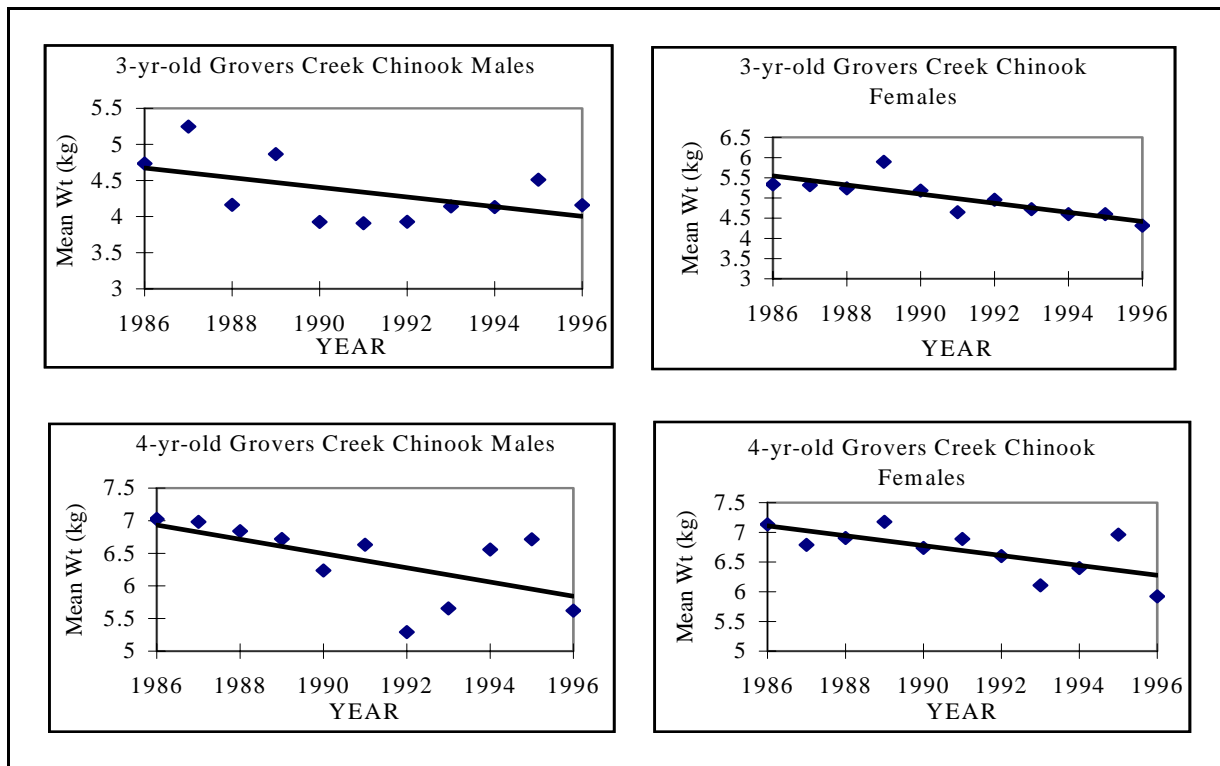 3-yr-old Grovers Creek Chinook Males
Mean Wt (kg)
5.5
5
4.5
4
3.5
3
1986 1988 1990 1992 1994 1996
YEAR
3-yr-old Grovers Creek Chinook
Females
Mean Wt (kg)
6.5
5.5
5.5
4.5
4.5
3.5
3
1986 1988 1990 1992 1994 1996
YEAR
4-yr-old Grovers Creek Chinook Males
Mean Wt (kg)
7.5
7
6.5
6
5.5
5
1986 1988 1990 1992 1994 1996
YEAR
4-yr-old Grovers Creek Chinook
Females
Mean Wt (kg)
7.5
7
6.5
6
5.5
5
1986 1988 1990 1992 1994 1996
YEAR